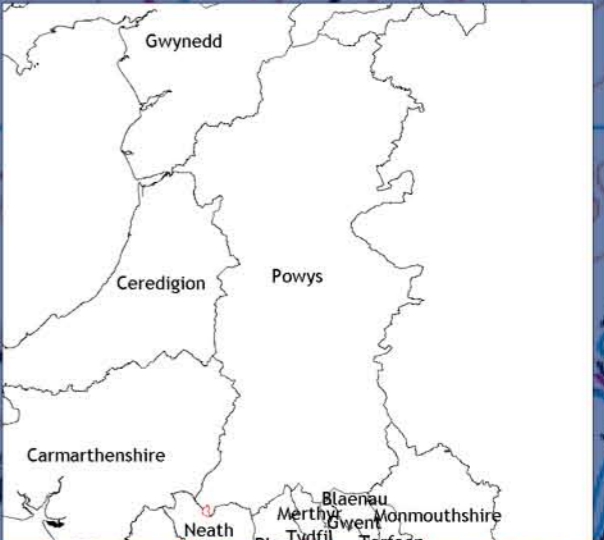 Gwynedd
Ceredigion
Powys
Carmarthenshire
Blaenau
Gwent
Merthyr
Tydfil
Monmouthshire
Neath